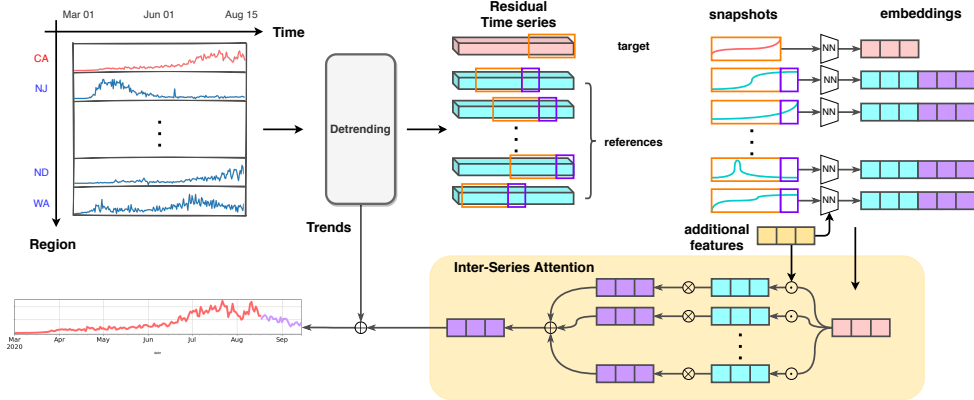 Mar 01 Jun 01 Aug 15
Time
CA
NJ
ND
WA
Region
Detrending
Trends
Residual
Time series
target
references
snapshots
embeddings
NN
NN
NN
NN
NN
additional
features
Inter-Series Attention
Mar
2020
Apr May Jun Jul Aug Sep